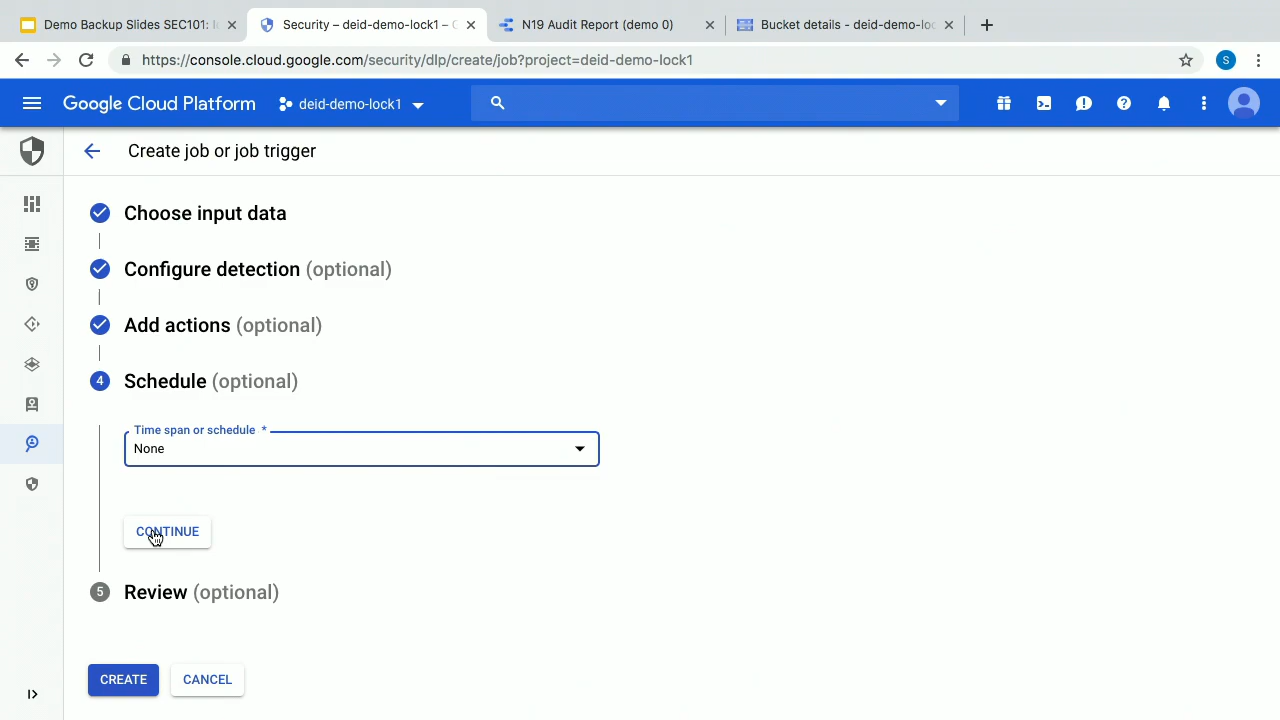 Demo Backup Slides SEC101:
Security – deid-demo-lock1 –
N19 Audit Report (demo 0)
Bucket details - deid-demo-loc
https://console.cloud.google.com/security/dlp/create/job?project=deid-demo-lock1
S
Google Cloud Platform
deid-demo-lock1
Create job or job trigger
Choose input data
Configure detection (optional)
Add actions (optional)
4 Schedule (optional)
Time span or schedule *
None
CONTINUE
5 Review (optional)
CREATE CANCEL